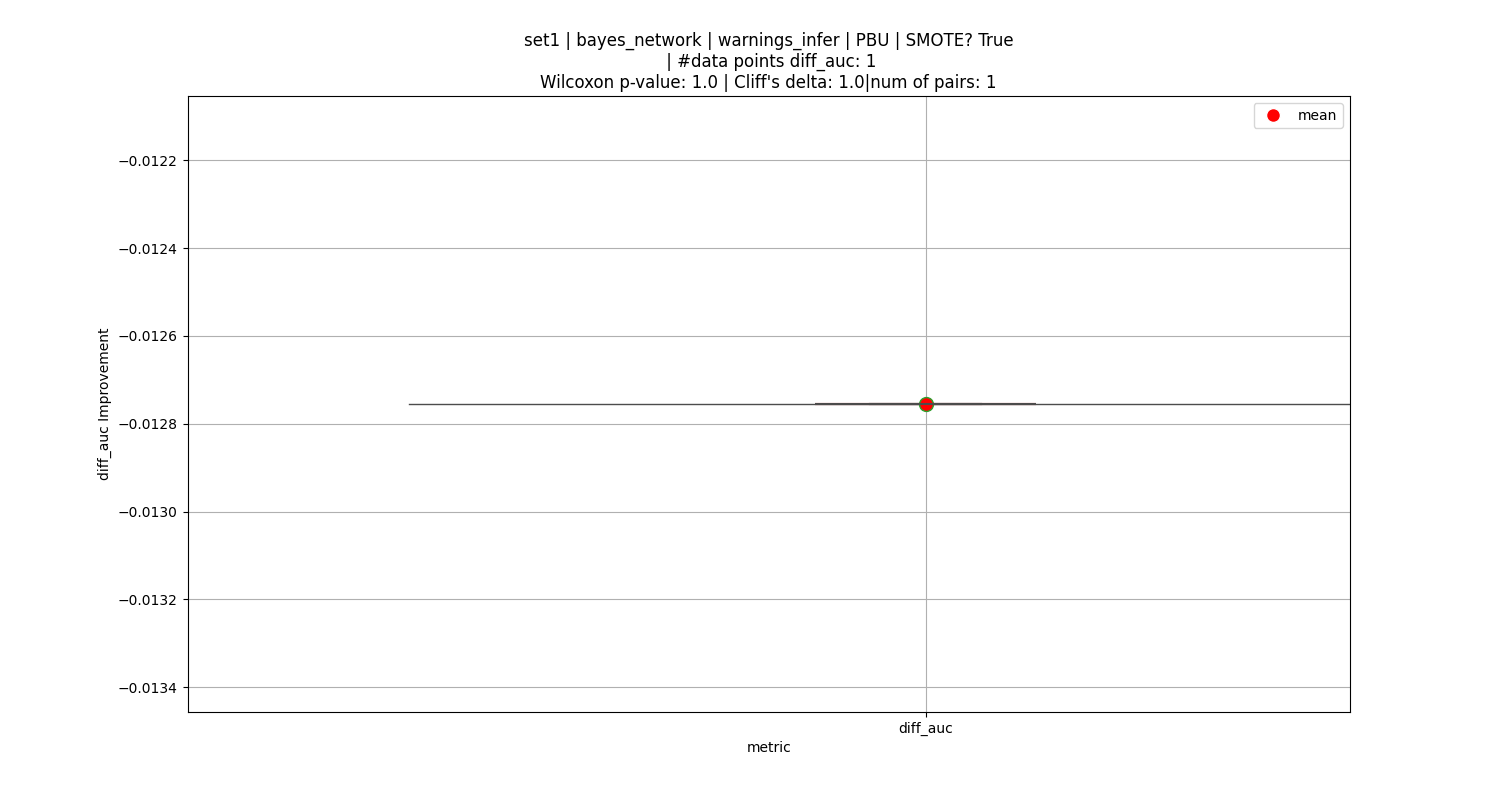 set1 | bayes_network | warnings_infer | PBU | SMOTE? True
| #data points diff_auc: 1
Wilcoxon p-value: 1.0 | Cliff's delta: 1.0|num of pairs: 1
mean
−0.0122
−0.0124
−0.0126
−0.0128
−0.0130
−0.0132
−0.0134
diff_auc Improvement
diff_auc
metric